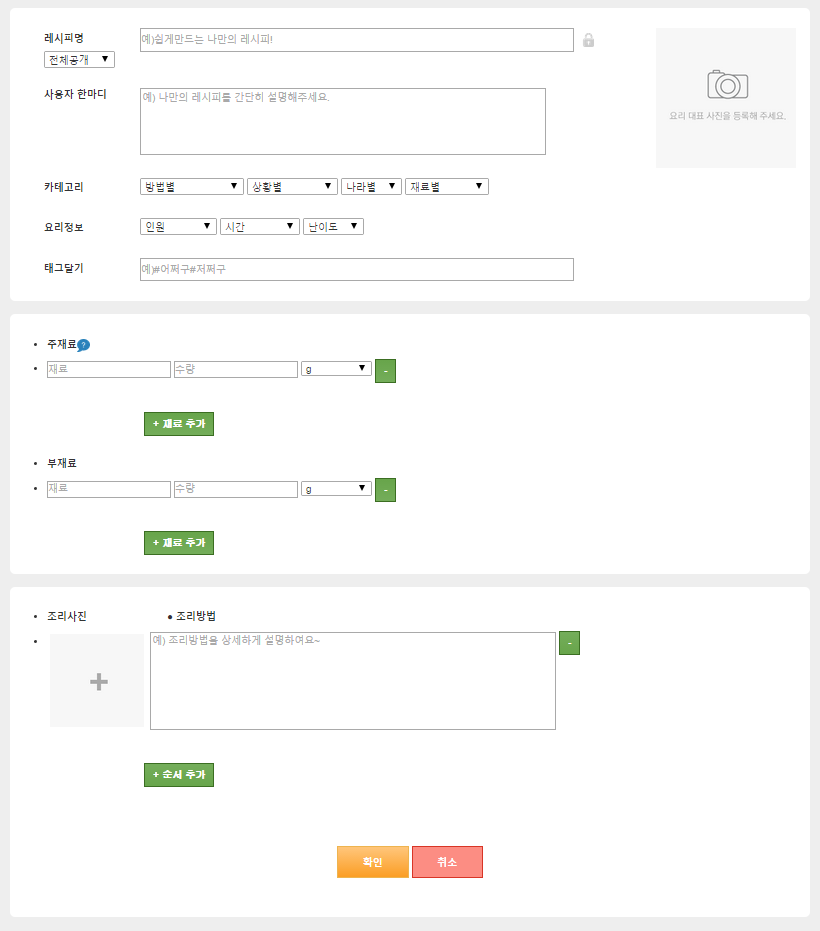 레시피명
예)쉽게만드는 나만의 레시피!
전체공개
요리 대표 사진을 등록해 주세요.
사용자 한마디
예) 나만의 레시피를 간단히 설명해주세요.
카테고리
방법별 상황별 나라별 재료별
요리정보
인원 시간 난이도
태그달기
예)#어쩌구#저쩌구
• 주재료 ?
• 재료 수량 g -
+ 재료 추가
부재료
• 재료 수량 g -
+ 재료 추가
• 조리사진 • 조리방법
• + 예) 조리방법을 상세하게 설명하여요~ -
+ 순서 추가
확인 취소